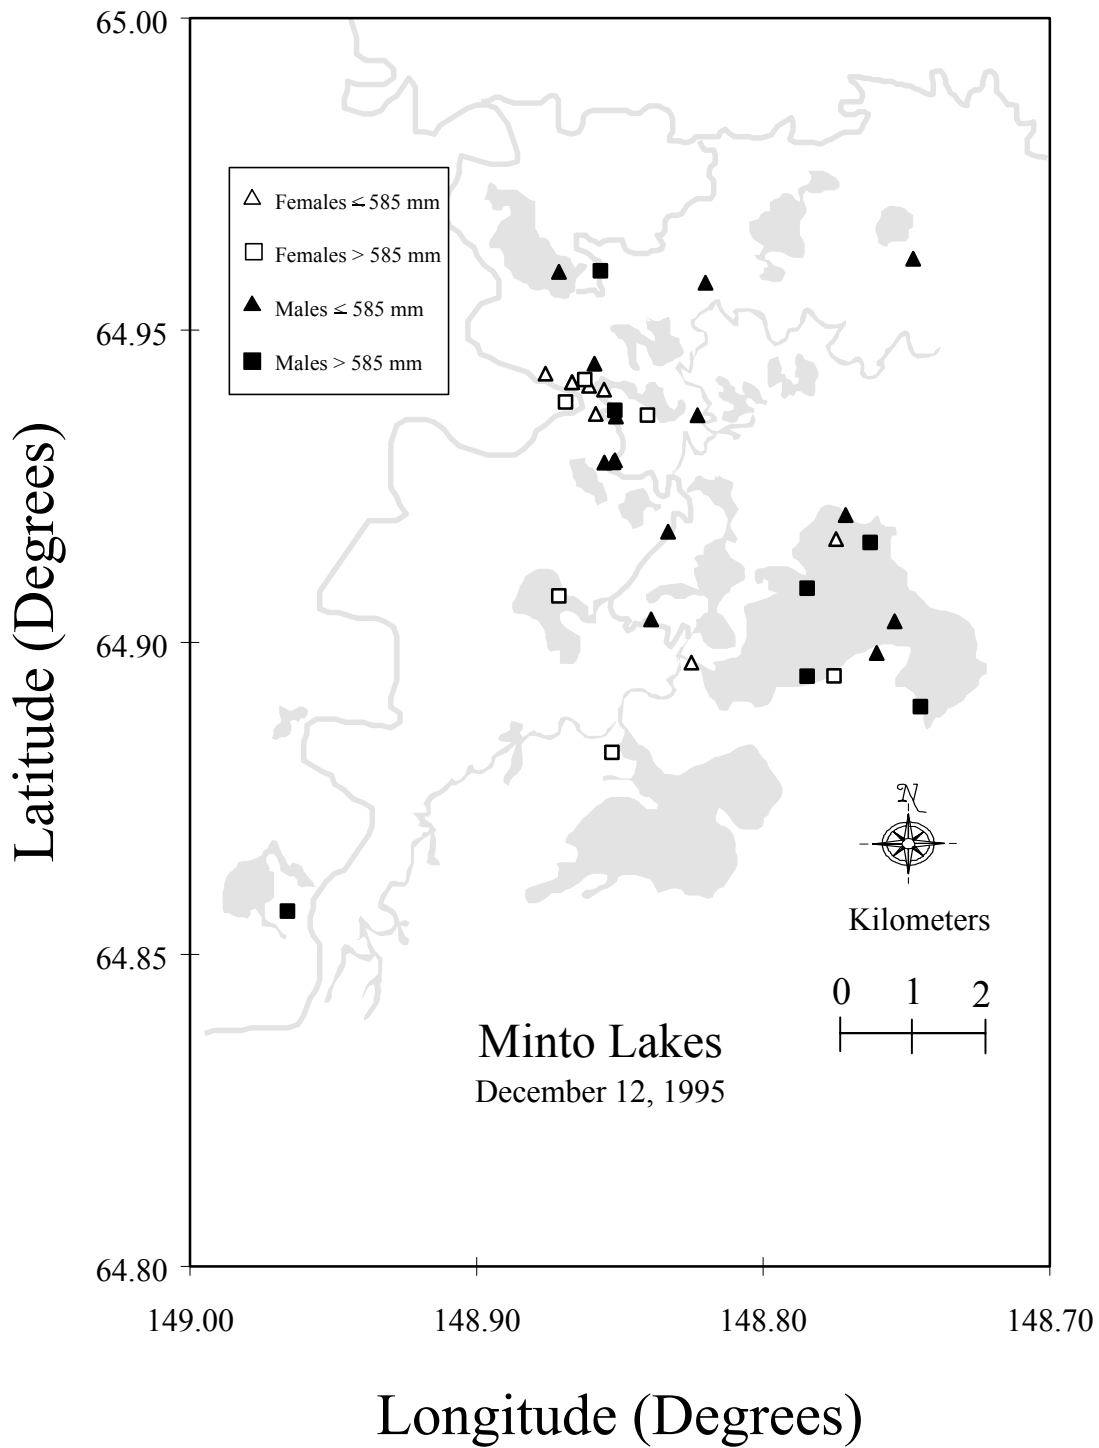 65.00
Females ≤ 585 mm
Females > 585 mm
Males ≤ 585 mm
64.95
Males > 585 mm
Latitude (Degrees)
64.90
N
Kilometers
64.85
0 1 2
Minto Lakes
December 12, 1995
64.80
149.00 148.90 148.80 148.70
Longitude (Degrees)